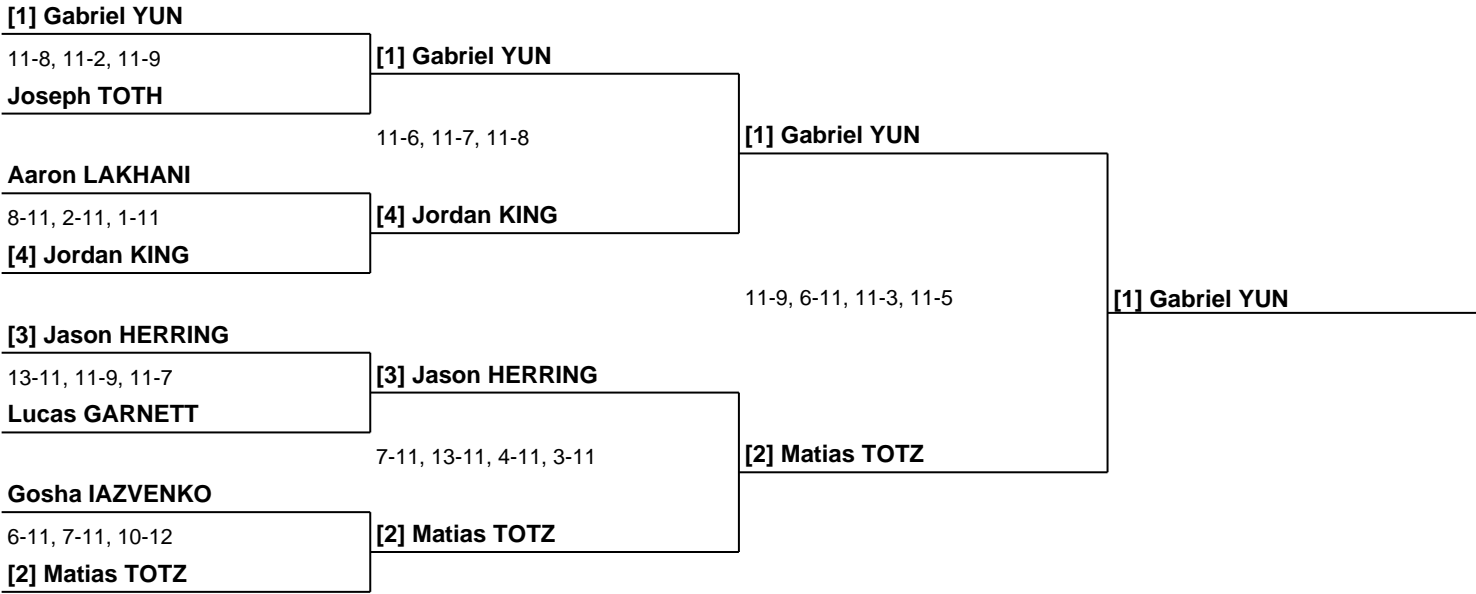 [1] Gabriel YUN
11-8, 11-2, 11-9
Joseph TOTH
Aaron LAKHANI
8-11, 2-11, 1-11
[4] Jordan KING
[3] Jason HERRING
13-11, 11-9, 11-7
Lucas GARNETT
Gosha IAZVENKO
6-11, 7-11, 10-12
[2] Matias TOTZ
[1] Gabriel YUN
11-6, 11-7, 11-8
[4] Jordan KING
[3] Jason HERRING
7-11, 13-11, 4-11, 3-11
[2] Matias TOTZ
[1] Gabriel YUN
11-9, 6-11, 11-3, 11-5
[2] Matias TOTZ
[1] Gabriel YUN